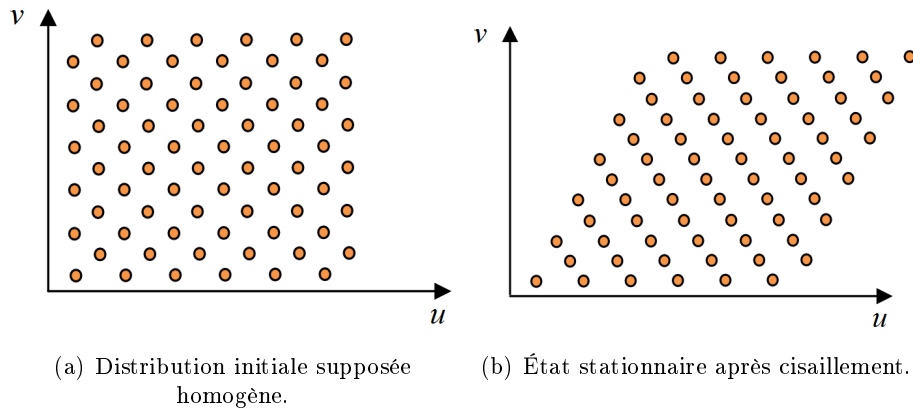 v
v
u
u
(a) Distribution initiale supposée
homogène.
(b) État stationnaire après cisaillement.